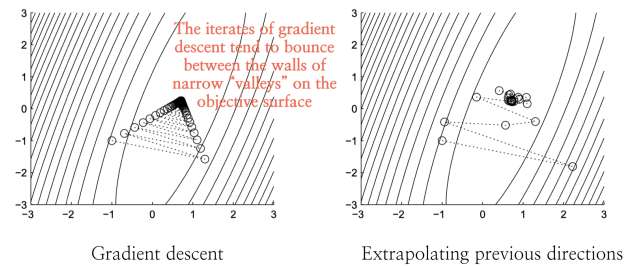 The iterates of gradient
descent tend to bounce
between the walls of
narrow “valleys” on the
objective surface
3
2
1
0
−1
−2
−3
−3 −2 −1 0 1 2 3
3
2
1
0
−1
−2
−3
−3 −2 −1 0 1 2 3
Gradient descent
Extrapolating previous directions